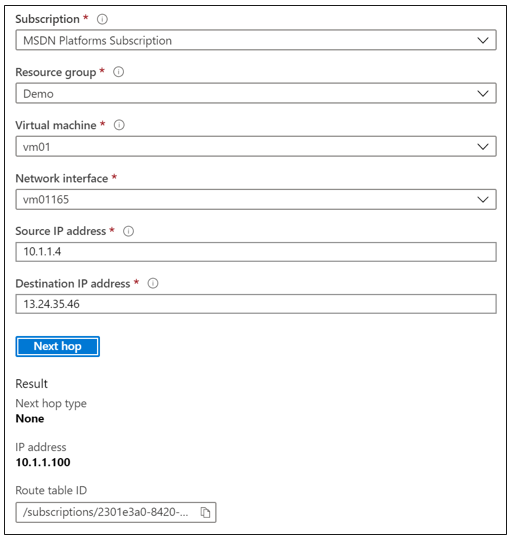 Subscription *
MSDN Platforms Subscription
Resource group *
Demo
Virtual machine *
vm01
Network interface *
vm01165
Source IP address *
10.1.1.4
Destination IP address *
13.24.35.46
Next hop
Result
Next hop type
None
IP address
10.1.1.100
Route table ID
/subscriptions/2301e3a0-8420-...